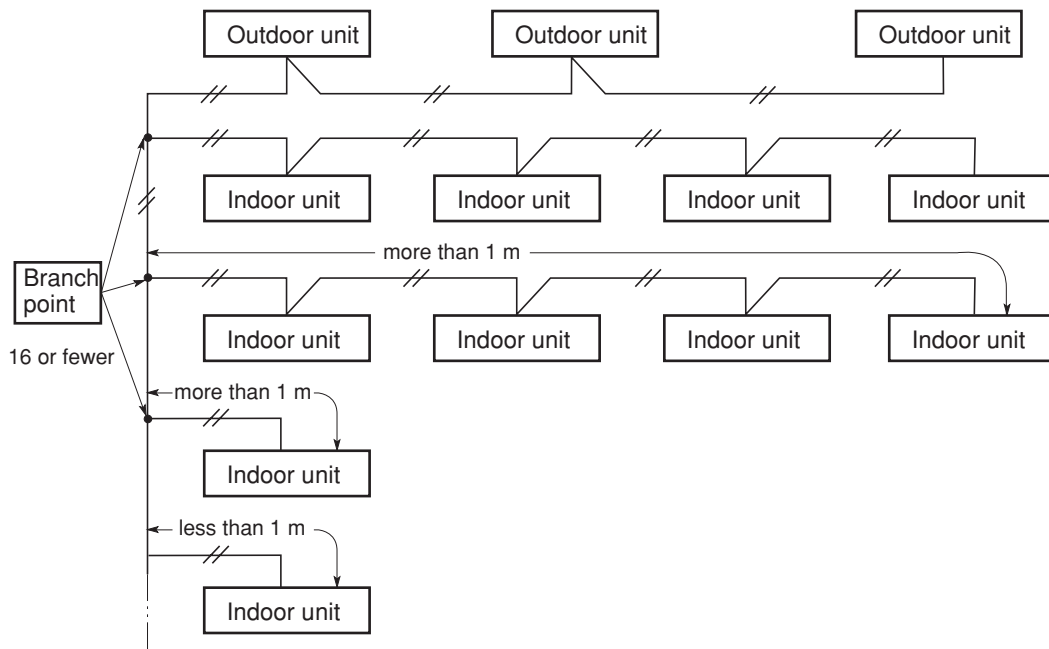 Outdoor unit
Outdoor unit
Outdoor unit
Indoor unit
Indoor unit
Indoor unit
Indoor unit
more than 1 m
Branch
point
Indoor unit
Indoor unit
Indoor unit
Indoor unit
16 or fewer
more than 1 m
Indoor unit
less than 1 m
Indoor unit